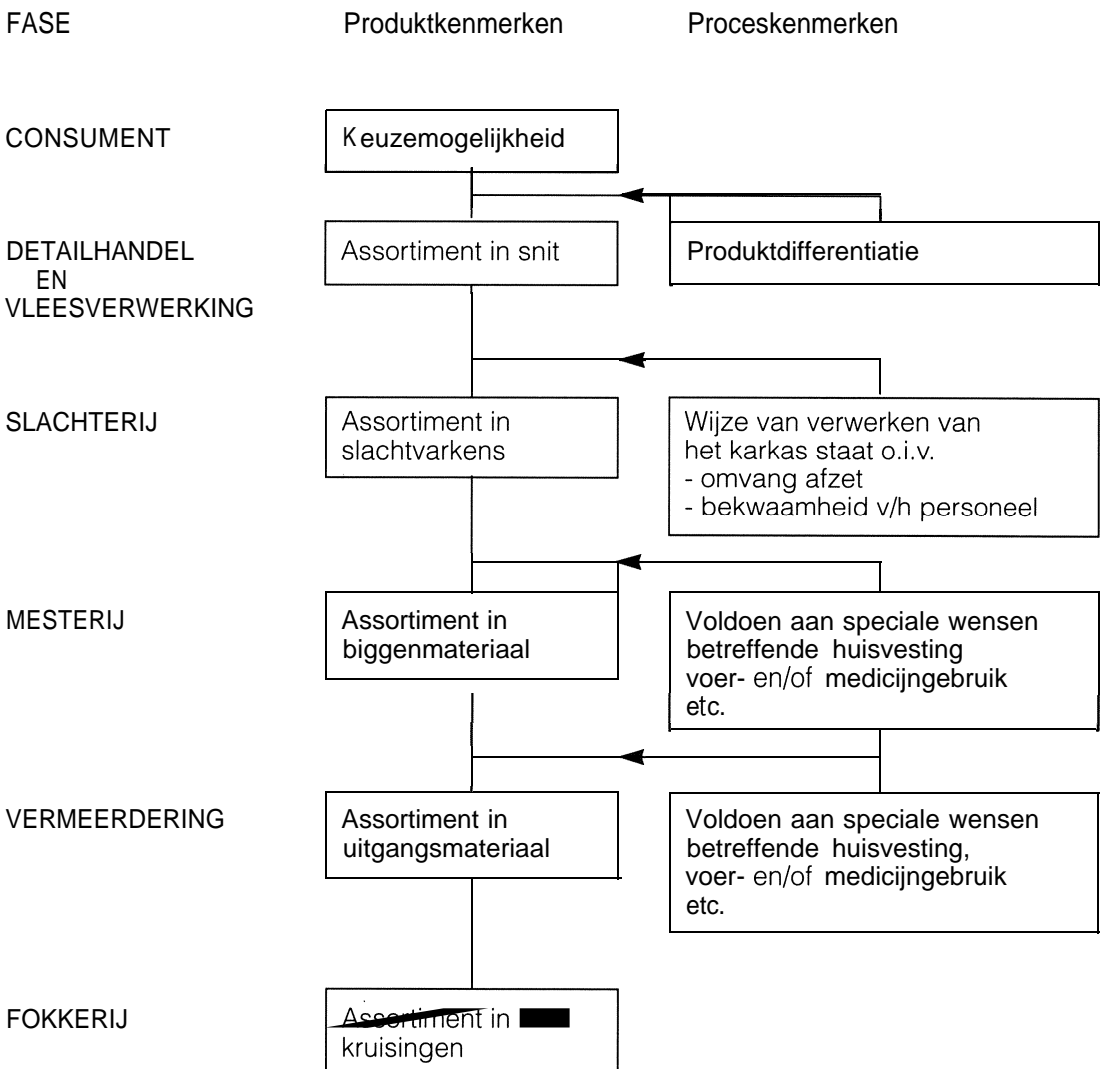 FASE Produktkenmerken Proceskenmerken
CONSUMENT
Keuzemogelijkheid
DETAILHANDEL
EN
VLEESVERWERKING
Assortiment in snit
Produktdifferentiatie
SLACHTERIJ
Assortiment in
slachtvarkens
Wijze van verwerken van
het karkas staat o.i.v.
- omvang afzet
- bekwaamheid v/h personeel
MESTERIJ
Assortiment in
biggenmateriaal
Voldoen aan speciale wensen
betreffende huisvesting
voer- en/of medicijngebruik
etc.
VERMEERDERING
Assortiment in
uitgangsmateriaal
Voldoen aan speciale wensen
betreffende huisvesting,
voer- en/of medicijngebruik
etc.
FOKKERIJ
Assortiment in
kruisingen